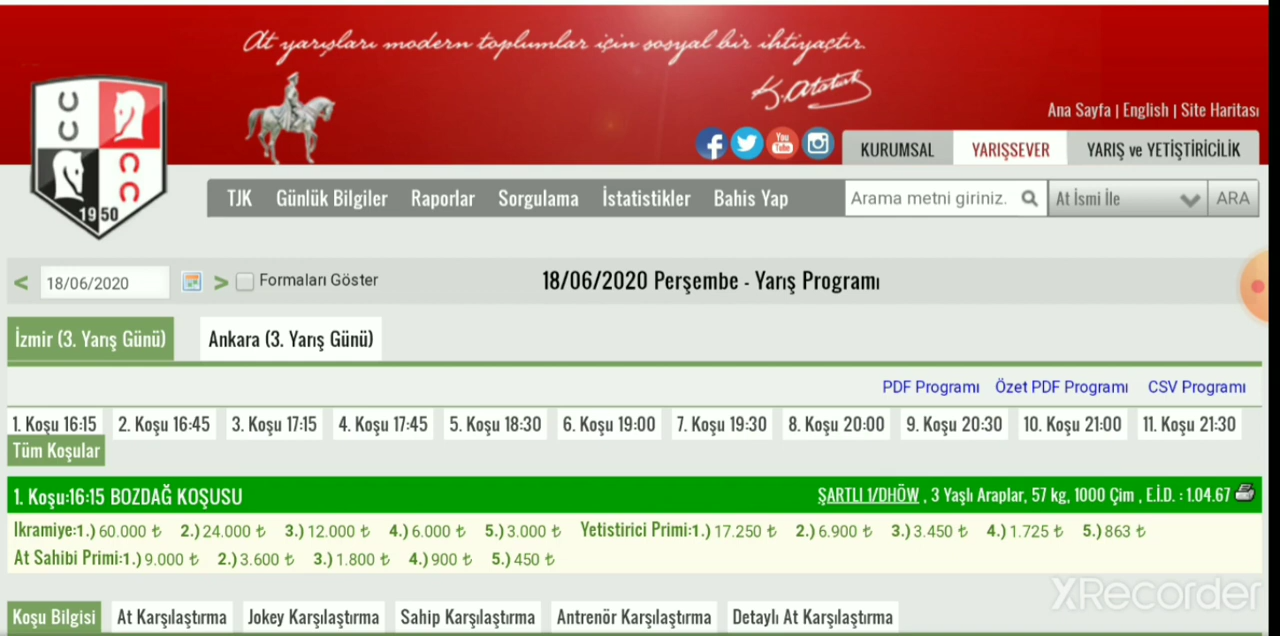 At yarışları modern toplumlar için sosyal bir ihtiyaçtır.
K. Atatürk
Ana Sayfa | English | Site Haritası
You Tube
KURUMSAL YARIŞSEVER YARIŞ ve YETİŞTİRİCİLİK
1950
TJK Günlük Bilgiler Raporlar Sorgulama İstatistikler Bahis Yap Arama metni giriniz. At İsmi İle ARA
< 18/06/2020 > Formaları Göster 18/06/2020 Perşembe - Yarış Programı
İzmir (3. Yarış Günü) Ankara (3. Yarış Günü)
PDF Programı Özet PDF Programı CSV Programı
1. Koşu 16:15 2. Koşu 16:45 3. Koşu 17:15 4. Koşu 17:45 5. Koşu 18:30 6. Koşu 19:00 7. Koşu 19:30 8. Koşu 20:00 9. Koşu 20:30 10. Koşu 21:00 11. Koşu 21:30
Tüm Koşular
1. Koşu:16:15 BOZDAĞ KOŞUSU ŞARTLI 1/DHÖW , 3 Yaşlı Araplar, 57 kg, 1000 Çim , E.İ.D. : 1.04.67
Ikramiye:1.) 60.000 ₺ 2.) 24.000 ₺ 3.) 12.000 ₺ 4.) 6.000 ₺ 5.) 3.000 ₺ Yetistirici Primi:1.) 17.250 ₺ 2.) 6.900 ₺ 3.) 3.450 ₺ 4.) 1.725 ₺ 5.) 863 ₺
At Sahibi Primi:1.) 9.000 ₺ 2.) 3.600 ₺ 3.) 1.800 ₺ 4.) 900 ₺ 5.) 450 ₺
XRecorder
Koşu Bilgisi At Karşılaştırma Jokey Karşılaştırma Sahip Karşılaştırma Antrenör Karşılaştırma Detaylı At Karşılaştırma